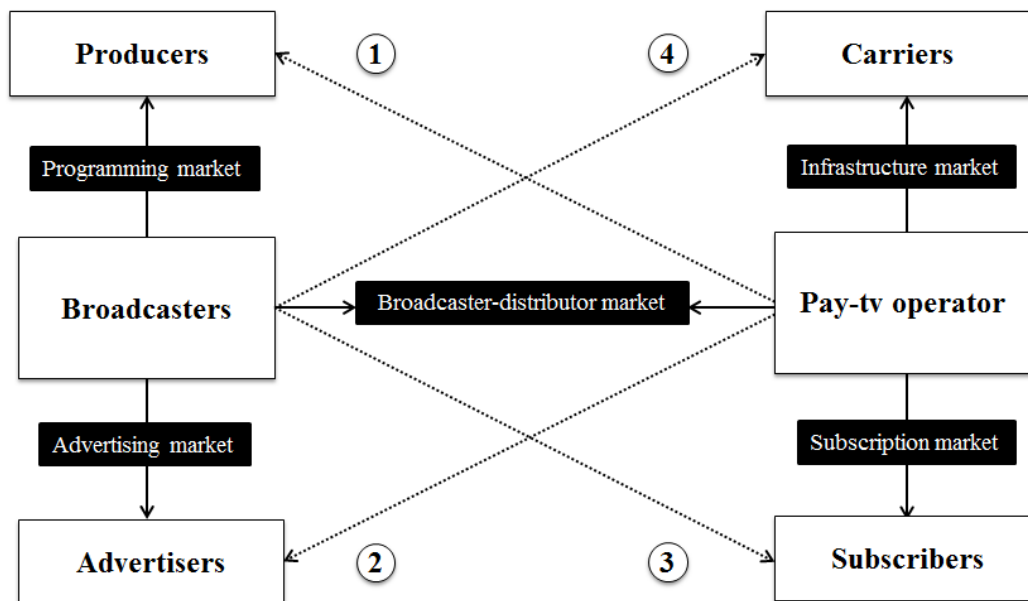 Producers
1
4
Carriers
Programming market
Infrastructure market
Broadcasters
Broadcaster-distributor market
Pay-tv operator
Advertising market
Subscription market
Advertisers
2
3
Subscribers